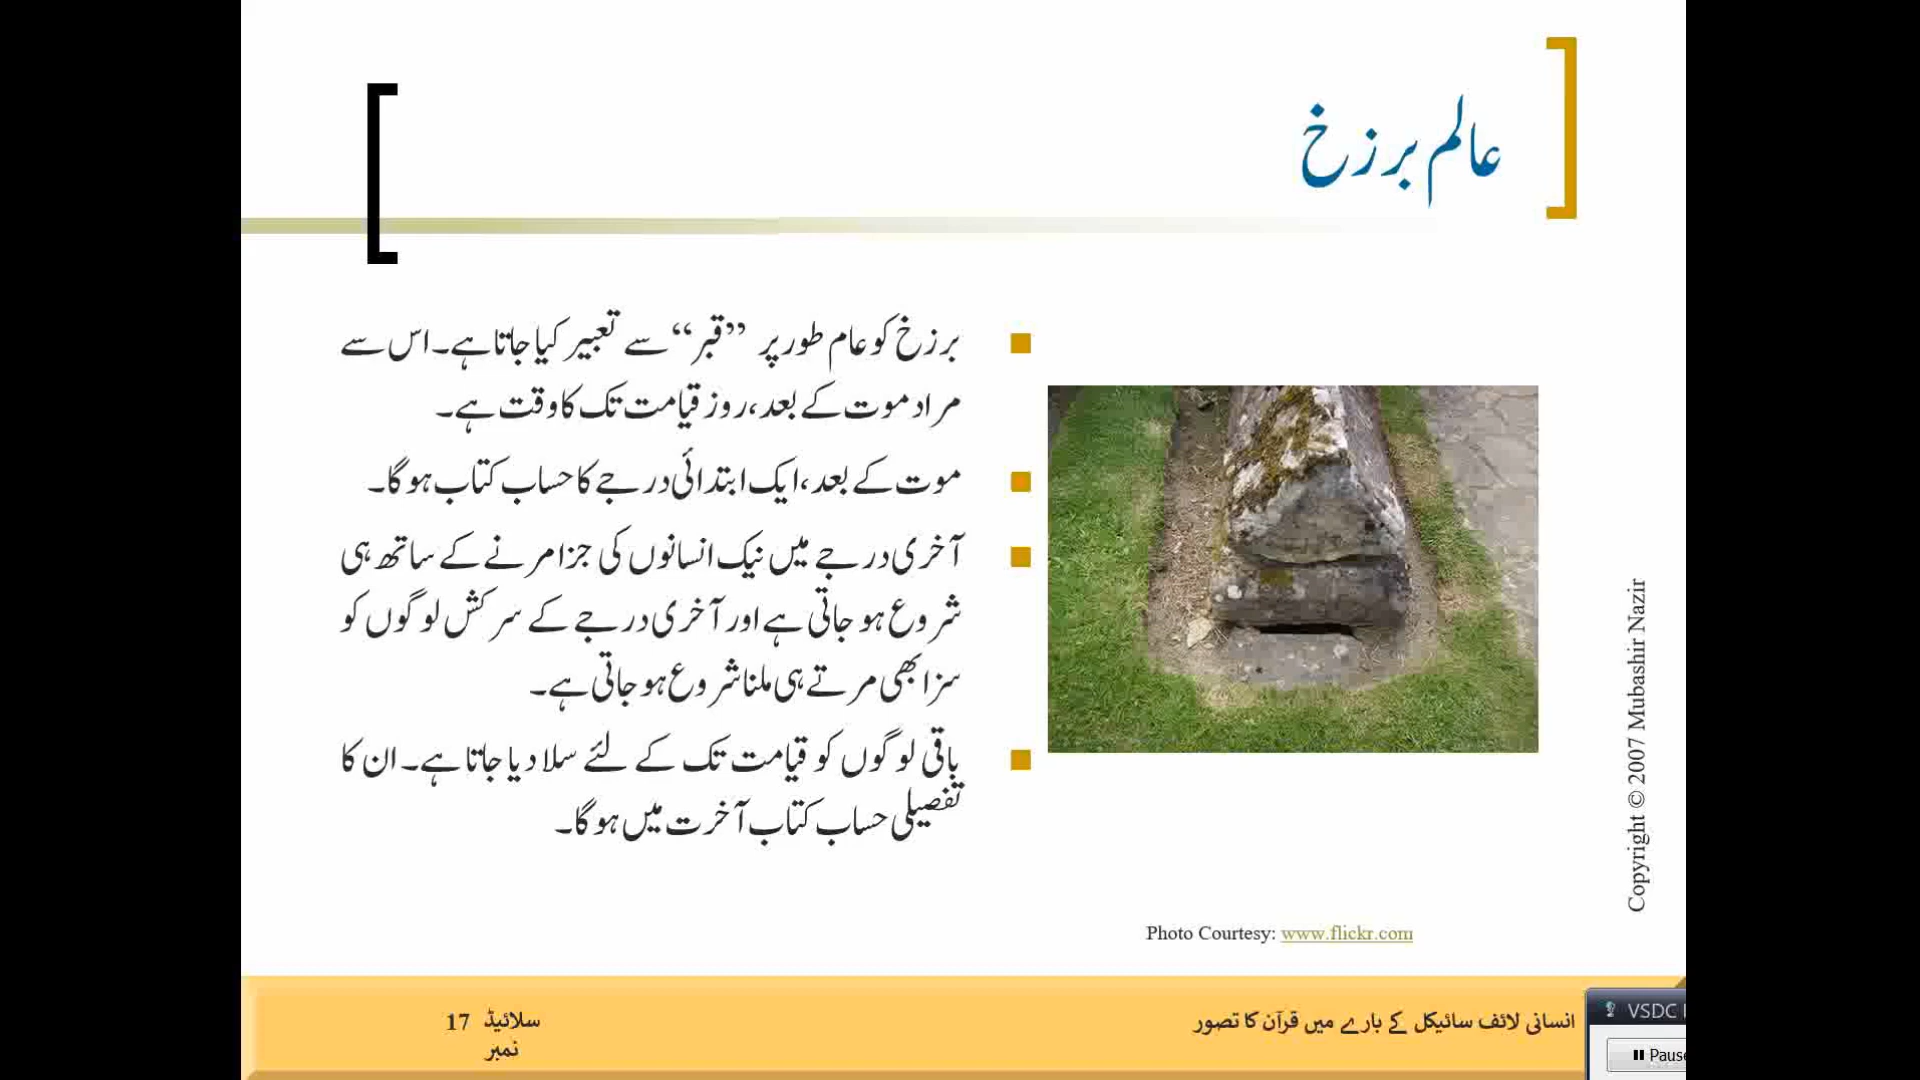 عالم برزخ
برزخ کو عام طور پر ”قبر“ سے تعبیر کیا جاتا ہے۔ اس سے
مراد موت کے بعد، روز قیامت تک کا وقت ہے۔
موت کے بعد، ایک ابتدائی درجے کا حساب کتاب ہو گا۔
آخری درجے میں نیک انسانوں کی جزا مرنے کے ساتھ ہی
شروع ہو جاتی ہے اور آخری درجے کے سرکش لوگوں کو
سزا بھی مرتے ہی ملنا شروع ہو جاتی ہے۔
باقی لوگوں کو قیامت تک کے لئے سلا دیا جاتا ہے۔ ان کا
تفصیلی حساب کتاب آخرت میں ہو گا۔
Copyright © 2007 Mubashir Nazir
Photo Courtesy: www.flickr.com
انسانی لائف سائیکل کے بارے میں قرآن کا تصور
سلائیڈ 17
نمبر
VSDC
Pause